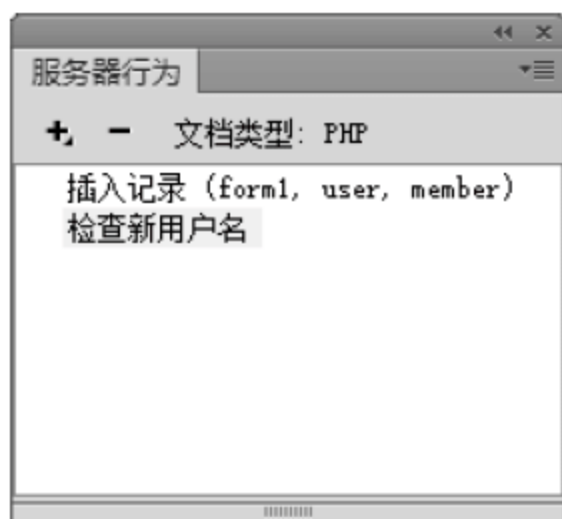 服务器行为
文档类型: PHP
插入记录 (form1, user, member)
检查新用户名